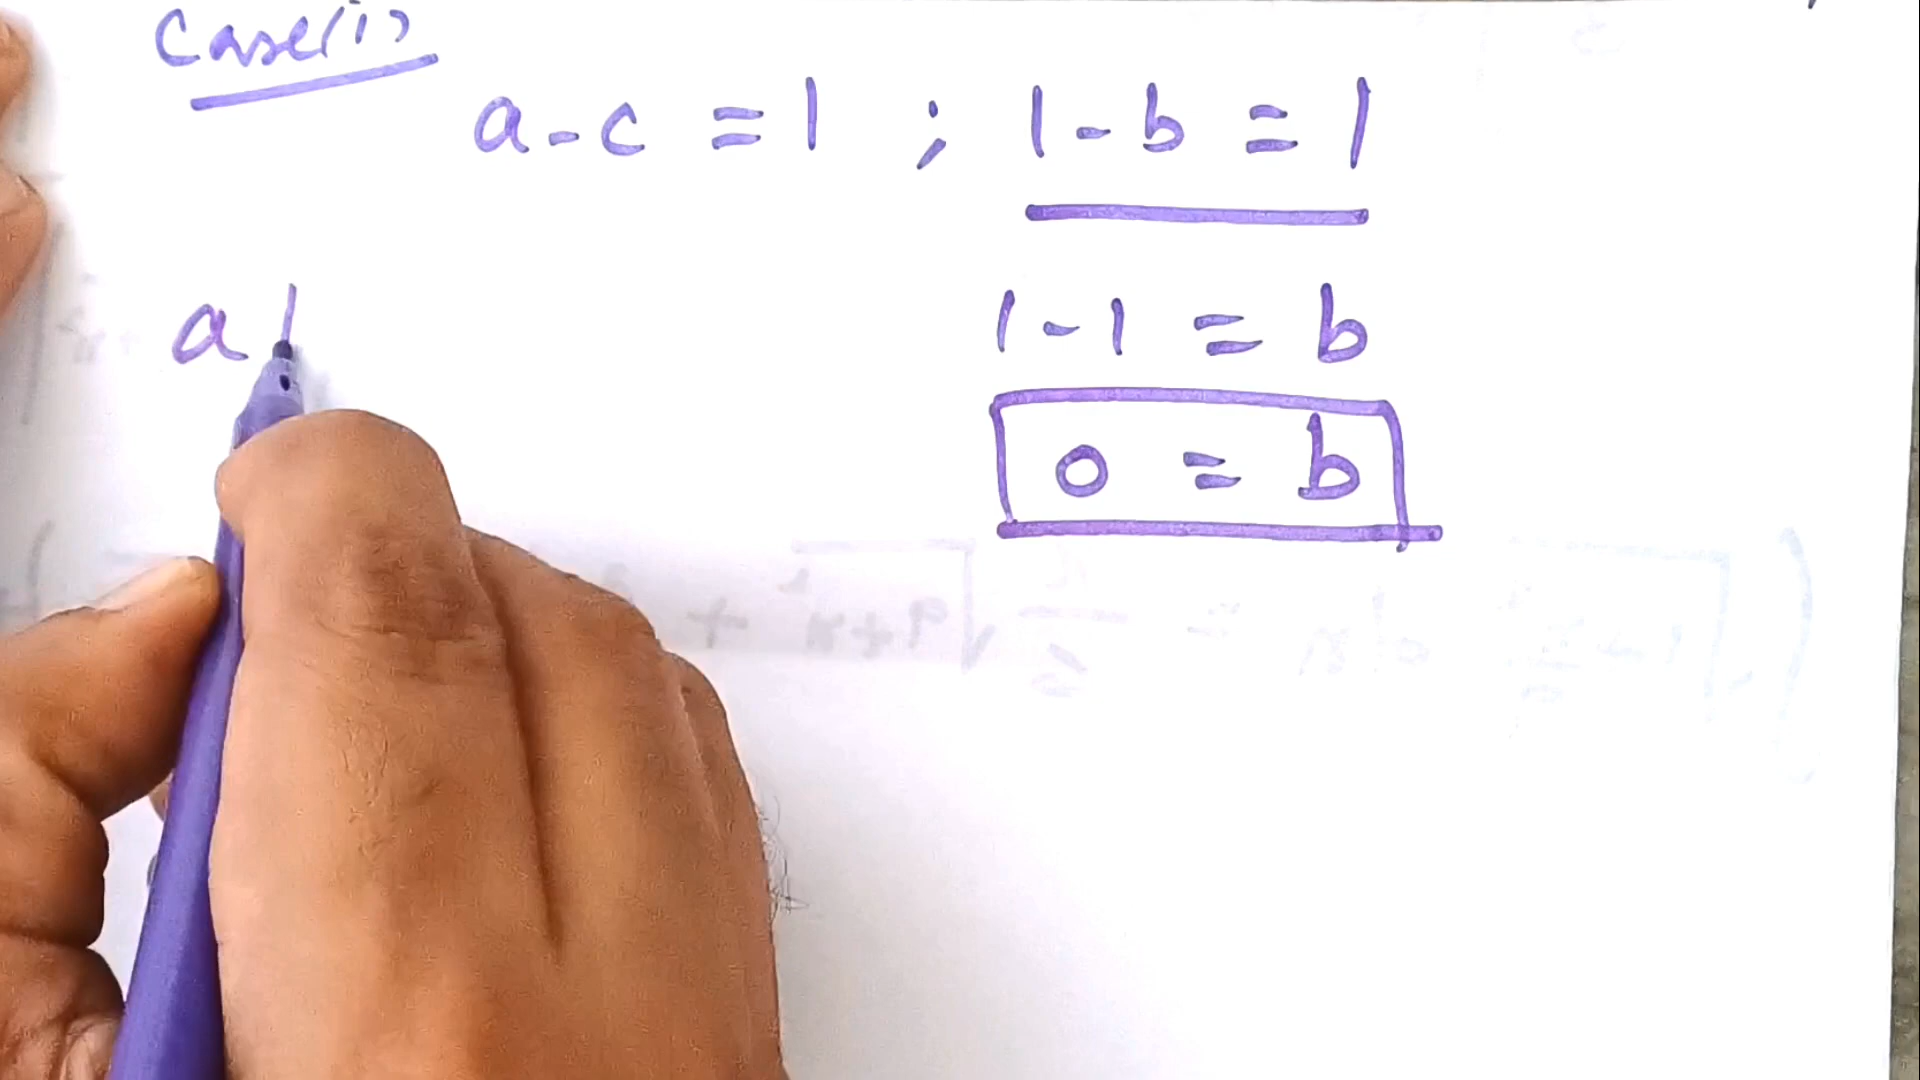 Case(i)
a - c = 1 ; 1 - b = 1
1 - 1 = b
0 = b
a